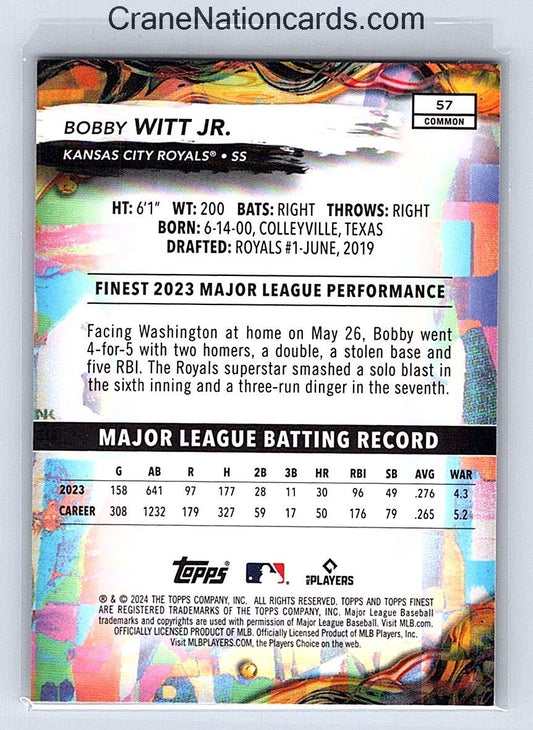 CraneNationcards.com
57
COMMON
BOBBY WITT JR.
KANSAS CITY ROYALS® • SS
HT: 6'1" WT: 200 BATS: RIGHT THROWS: RIGHT
BORN: 6-14-00, COLLEYVILLE, TEXAS
DRAFTED: ROYALS #1-JUNE, 2019
FINEST 2023 MAJOR LEAGUE PERFORMANCE
Facing Washington at home on May 26, Bobby went
4-for-5 with two homers, a double, a stolen base and
five RBI. The Royals superstar smashed a solo blast in
the sixth inning and a three-run dinger in the seventh.
MAJOR LEAGUE BATTING RECORD
G AB R H 2B 3B HR RBI SB AVG WAR
2023 158 641 97 177 28 11 30 96 49 .276 4.3
CAREER 308 1232 179 327 59 17 50 176 79 .265 5.2
topps
PLAYERS
® & © 2024 THE TOPPS COMPANY, INC. ALL RIGHTS RESERVED. TOPPS AND TOPPS FINEST
ARE REGISTERED TRADEMARKS OF THE TOPPS COMPANY, INC. Major League Baseball
trademarks and copyrights are used with permission of Major League Baseball. Visit MLB.com.
OFFICIALLY LICENSED PRODUCT OF MLB. Officially Licensed Product of MLB Players, Inc.
Visit MLBPLAYERS.COM, the Players Choice on the web.